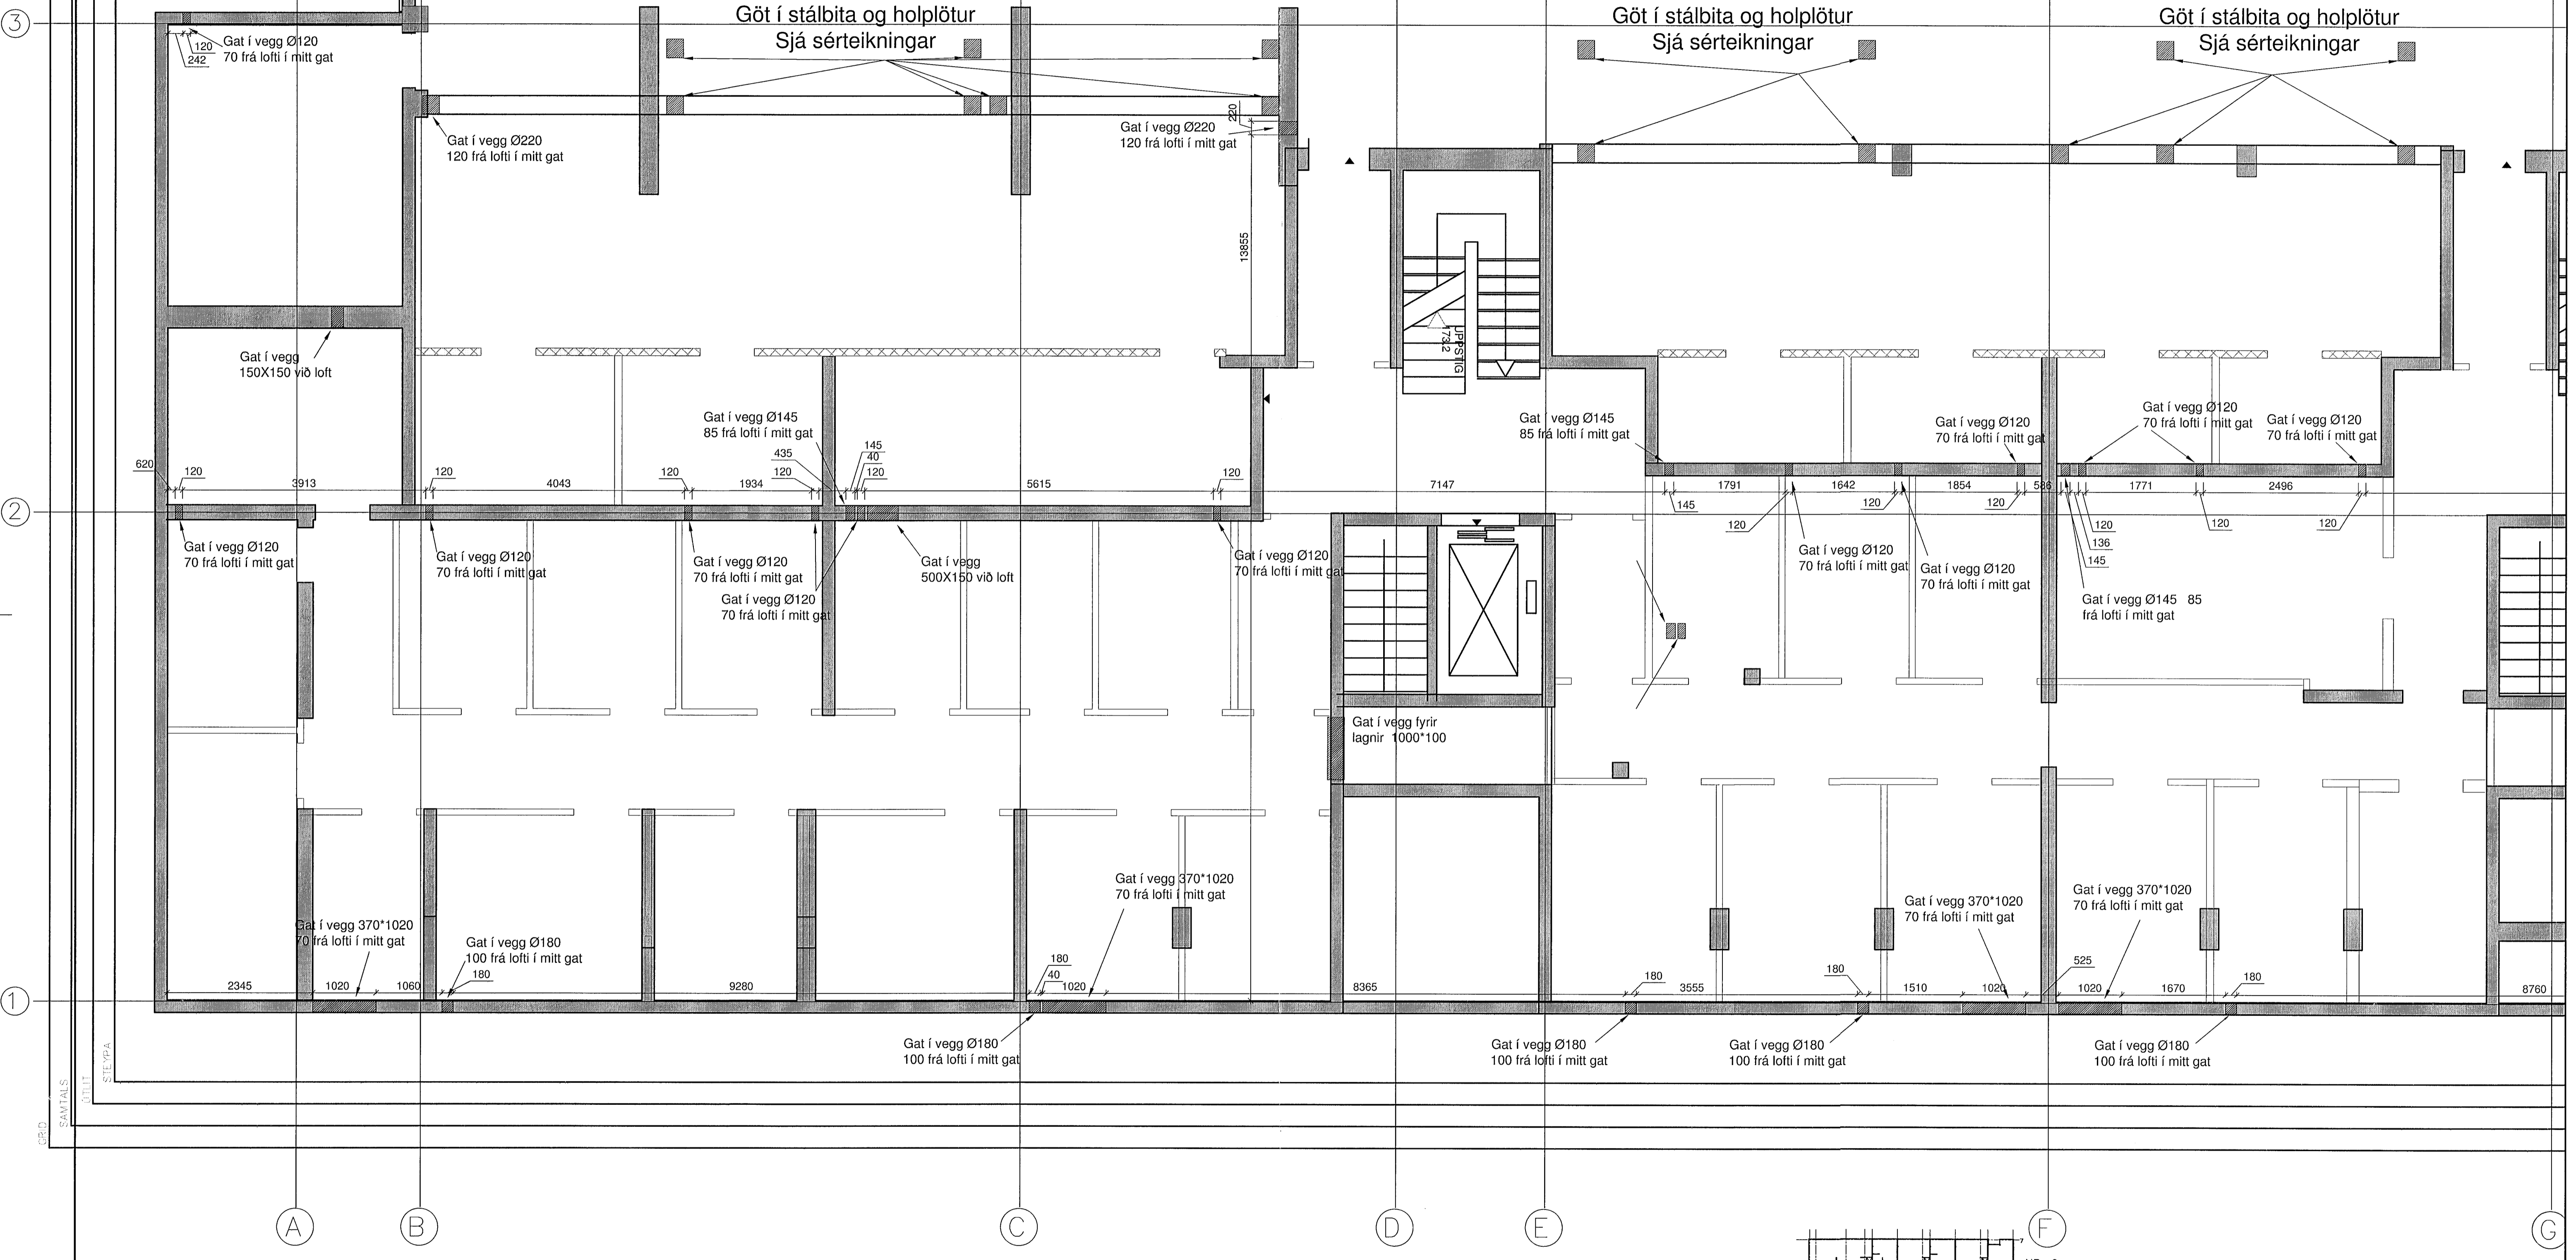 3
Göt í stálbita og holplötur
Sjá sérteikningar
Göt í stálbita og holplötur
Sjá sérteikningar
Göt í stálbita og holplötur
Sjá sérteikningar
120
242
Gat í vegg Ø120
70 frá lofti í mitt gat
Gat í vegg Ø220
120 frá lofti í mitt gat
Gat í vegg Ø220
120 frá lofti í mitt gat
220
13855
UPPSTIG
Gat í vegg
150X150 við loft
Gat í vegg Ø145
85 frá lofti í mitt gat
435
145
40
120
Gat í vegg Ø145
85 frá lofti í mitt gat
Gat í vegg Ø120
70 frá lofti í mitt gat
Gat í vegg Ø120
70 frá lofti í mitt gat
Gat í vegg Ø120
70 frá lofti í mitt gat
620
120
3913
120
4043
120
1934
120
5615
120
7147
145
1791
120
1642
120
1854
120
586
1771
2496
120
136
145
120
120
2
Gat í vegg Ø120
70 frá lofti í mitt gat
Gat í vegg Ø120
70 frá lofti í mitt gat
Gat í vegg Ø120
70 frá lofti í mitt gat
Gat í vegg Ø120
70 frá lofti í mitt gat
Gat í vegg
500X150 við loft
Gat í vegg Ø120
70 frá lofti í mitt gat
Gat í vegg Ø120
70 frá lofti í mitt gat
Gat í vegg Ø120
70 frá lofti í mitt gat
Gat í vegg Ø145 85
frá lofti í mitt gat
Gat í vegg fyrir
lagnir 1000*100
Gat í vegg 370*1020
70 frá lofti í mitt gat
Gat í vegg Ø180
100 frá lofti í mitt gat
Gat í vegg 370*1020
70 frá lofti í mitt gat
Gat í vegg 370*1020
70 frá lofti í mitt gat
Gat í vegg 370*1020
70 frá lofti í mitt gat
2345
1020
1060
180
9280
180
40
1020
8365
180
3555
180
1510
1020
525
1020
1670
180
8760
1
Gat í vegg Ø180
100 frá lofti í mitt gat
Gat í vegg Ø180
100 frá lofti í mitt gat
Gat í vegg Ø180
100 frá lofti í mitt gat
Gat í vegg Ø180
100 frá lofti í mitt gat
GRID
SAMTALS
ÚTLIT
STEYPA
A
B
C
D
E
F
G